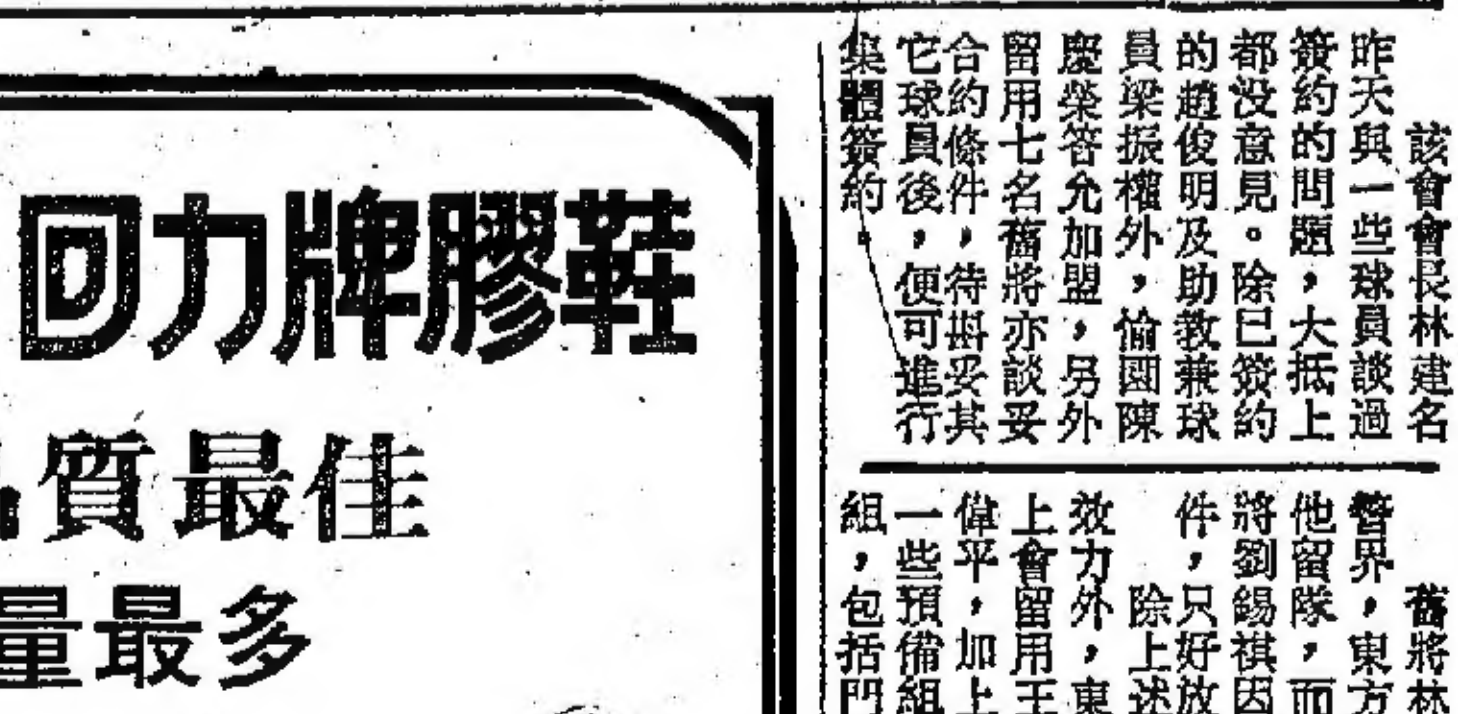 該會會長林建名
昨天與一些球員談過
簽約的問題，大抵上
都没意見。除已簽約
的趙俊明及助教兼球
員梁振權外，愉園陳
慶榮答允加盟，另外
留用七名舊將亦談妥
合約條件，待斟妥其
它球員後，便可進行
集體簽約。
舊將林
警界，東方
他留隊，而
將劉錫祺因
件，只好放
除上述
效力外，東
上會留用王
偉平，加上
一些預備組
組，包括門
回力牌膠鞋
質最佳
量最多